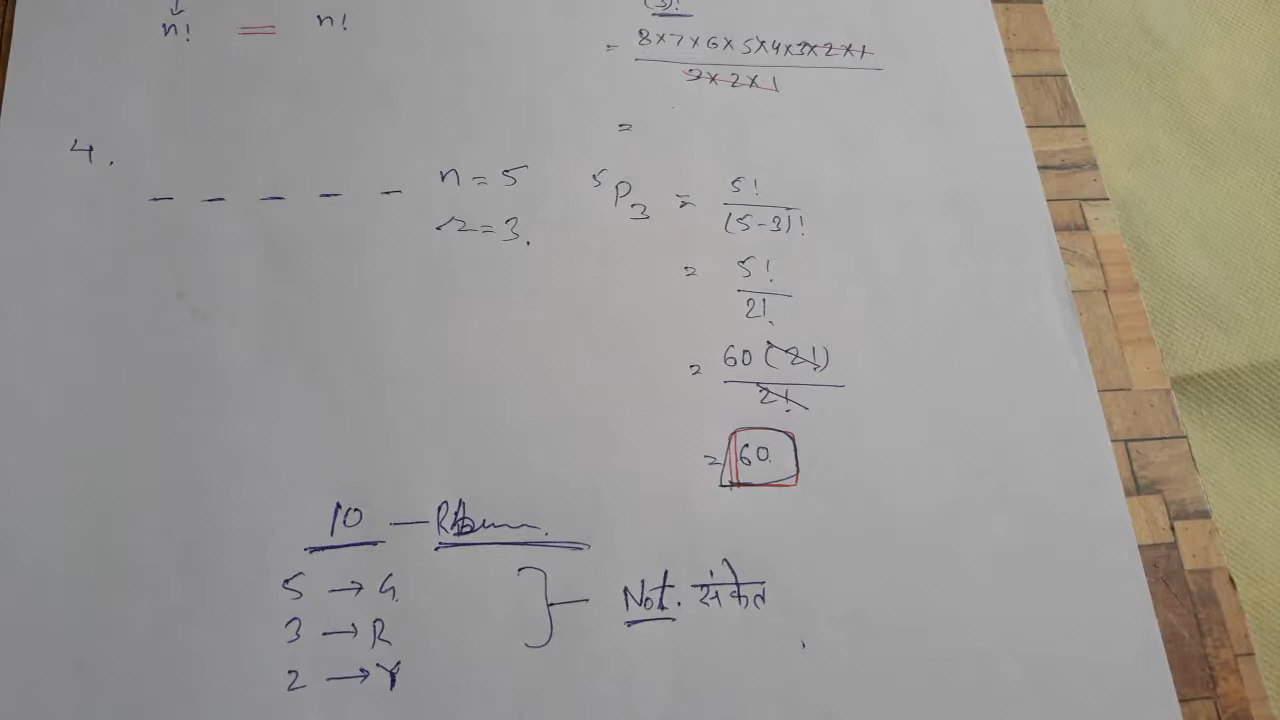 n! = n!
(3)!
= 8×7×6×5×4×3×2×1
3×2×1
=
4.
_ _ _ _ _ n = 5
r = 3.
⁵P₃ = 5!
(5-3)!
= 5!
2!
= 60 (2!)
2!
= 60
10 —
5 → G
3 → R
2 → Y
Not. संकेत